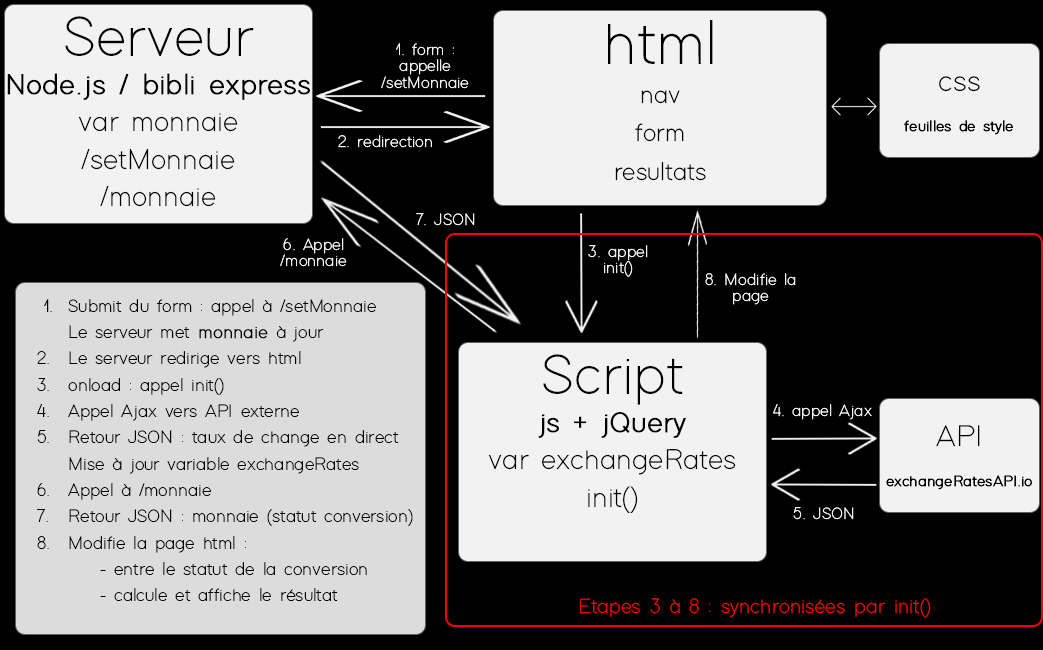 Serveur
Node.js / bibli express
var monnaie
/setMonnaie
/monnaie
1. form :
appelle
/setMonnaie
2. redirection
html
nav
form
resultats
css
feuilles de style
7. JSON
6. Appel
/monnaie
3. appel
init()
8. Modifie la
page
1. Submit du form : appel à /setMonnaie
Le serveur met monnaie à jour
2. Le serveur redirige vers html
3. onload : appel init()
4. Appel Ajax vers API externe
5. Retour JSON : taux de change en direct
Mise à jour variable exchangeRates
6. Appel à /monnaie
7. Retour JSON : monnaie (statut conversion)
8. Modifie la page html :
- entre le statut de la conversion
- calcule et affiche le résultat
Script
js + jQuery
var exchangeRates
init()
4. appel Ajax
5. JSON
API
exchangeRatesAPI.io
Etapes 3 à 8 : synchronisées par init()